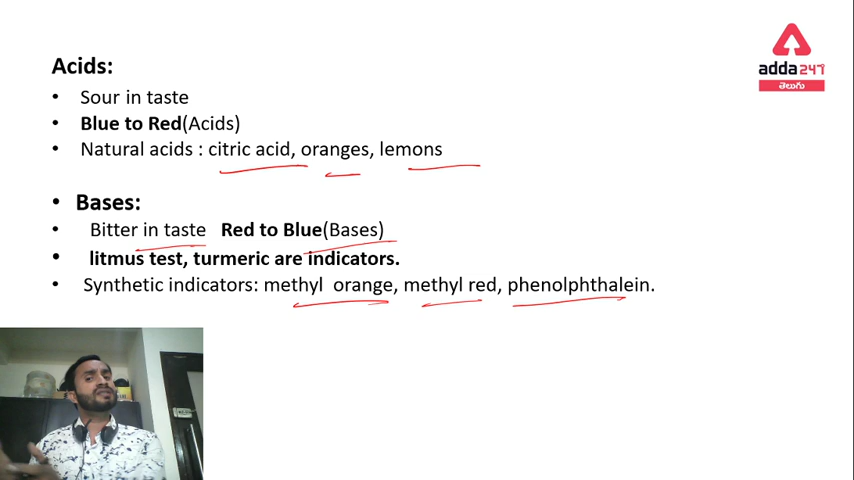 Acids:
• Sour in taste
• Blue to Red(Acids)
• Natural acids : citric acid, oranges, lemons
• Bases:
• Bitter in taste Red to Blue(Bases)
• litmus test, turmeric are indicators.
• Synthetic indicators: methyl orange, methyl red, phenolphthalein.
adda247
తెలుగు